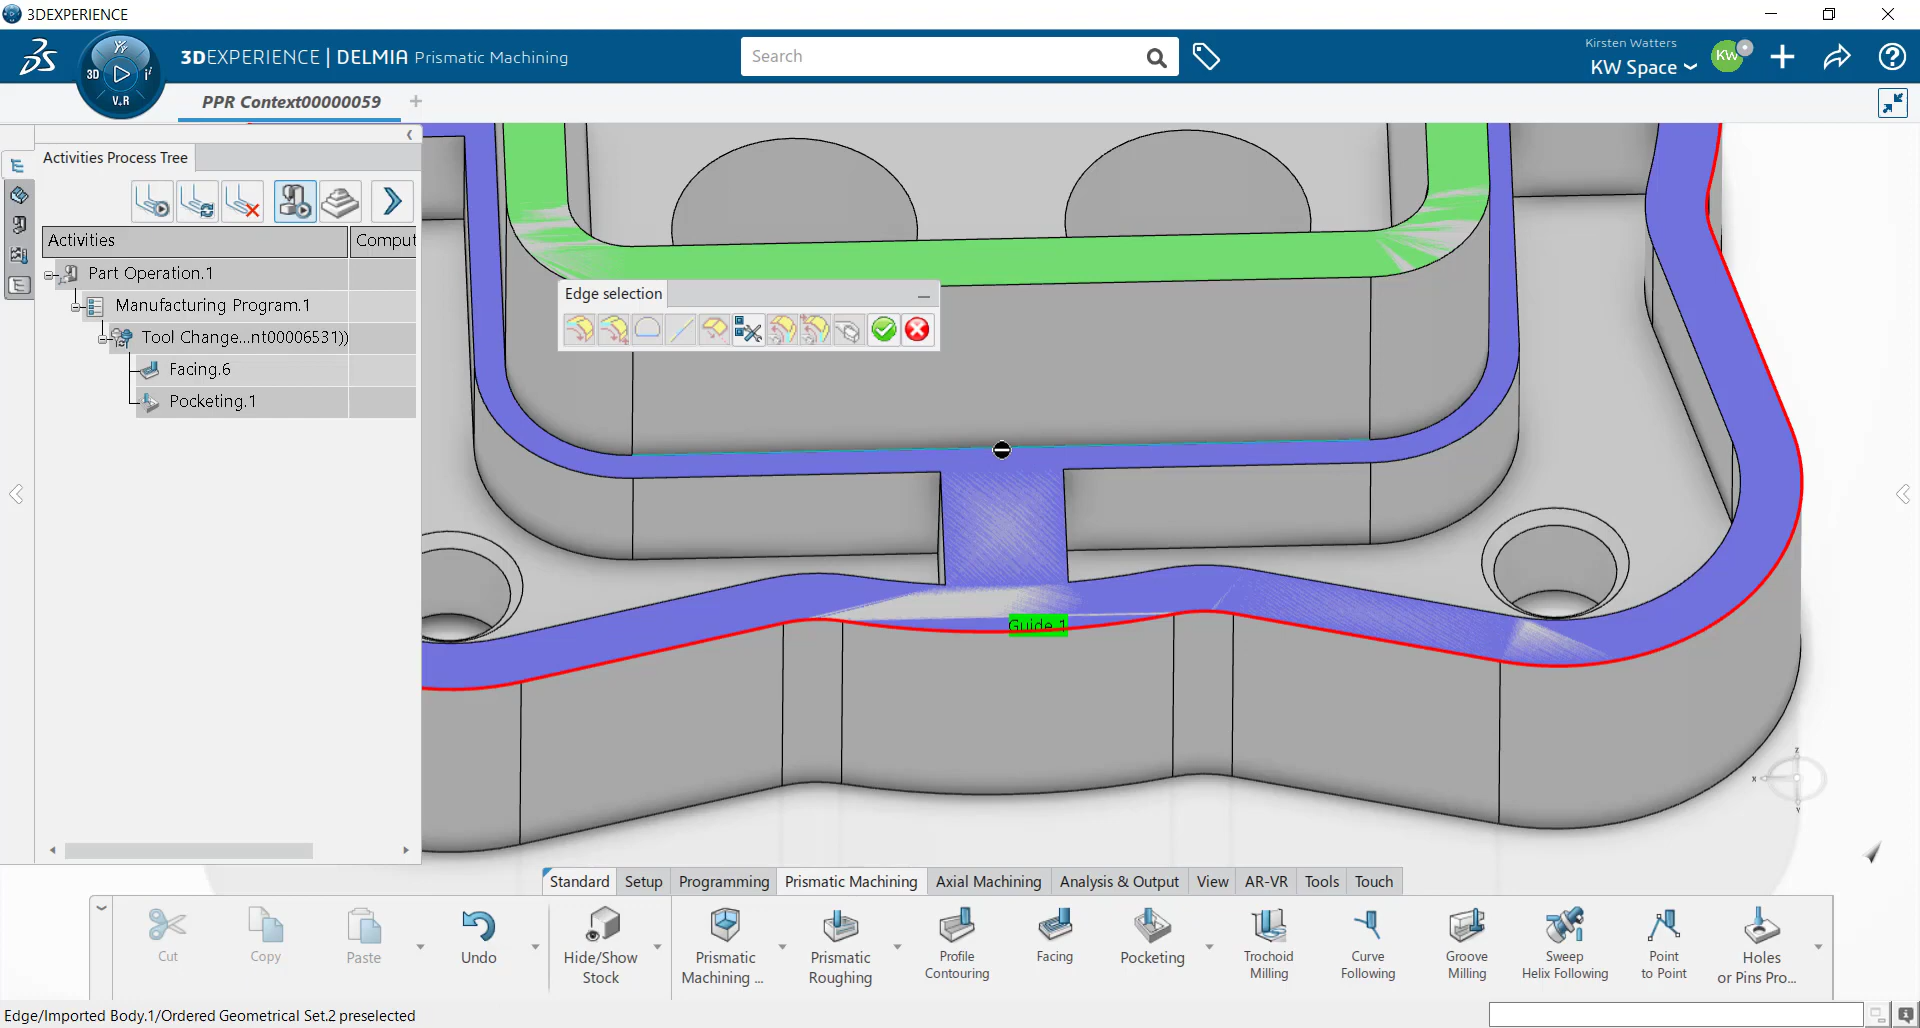 3DEXPERIENCE
3DEXPERIENCE | DELMIA Prismatic Machining
Search
Kirsten Watters
KW Space
KW
3D
V.R
PPR Context00000059
Activities Process Tree
Activities
Comput
Part Operation.1
Manufacturing Program.1
Tool Change...nt00006531))
Facing.6
Pocketing.1
Edge selection
Guide 1
z
x
y
Standard
Setup
Programming
Prismatic Machining
Axial Machining
Analysis & Output
View
AR-VR
Tools
Touch
Cut
Copy
Paste
Undo
Hide/Show
Stock
Prismatic
Machining ...
Prismatic
Roughing
Profile
Contouring
Facing
Pocketing
Trochoid
Milling
Curve
Following
Groove
Milling
Sweep
Helix Following
Point
to Point
Holes
or Pins Pro...
Edge/Imported Body.1/Ordered Geometrical Set.2 preselected